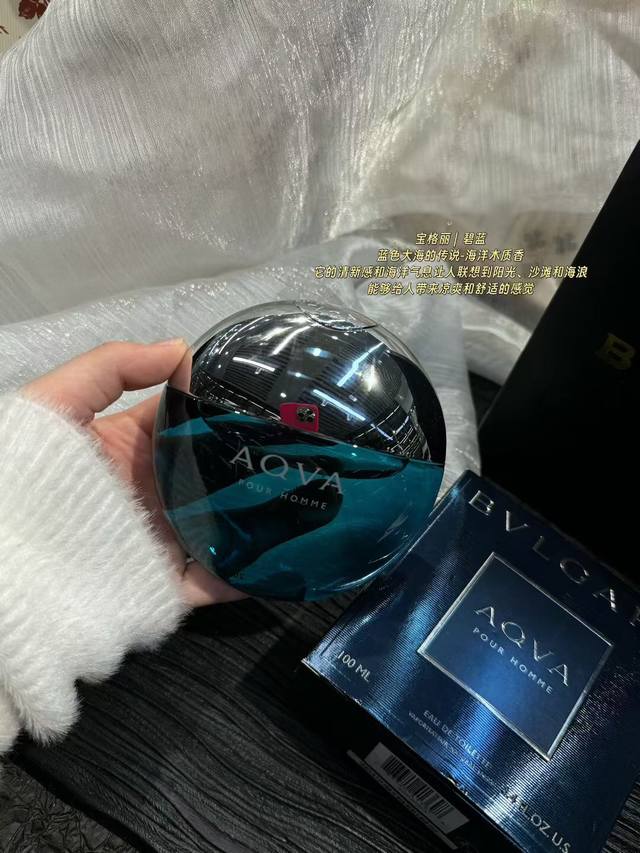 宝格丽 | 碧蓝
蓝色大海的传说-海洋木质香
它的清新感和海洋气息让人联想到阳光、沙滩和海浪
能够给人带来凉爽和舒适的感觉
AQVA
POUR HOMME
BVLGAR
AQVA
POUR HOMME
100 ML
EAU DE TOILETTE
FL.OZ.U.S.